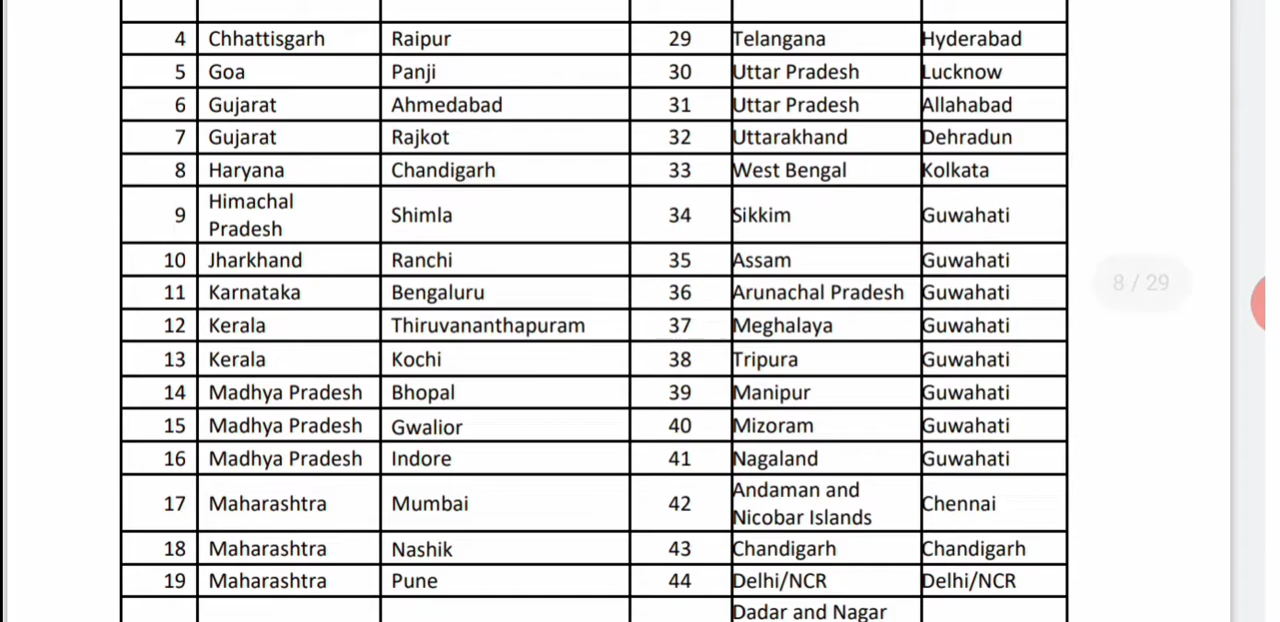 4 Chhattisgarh Raipur 29 Telangana Hyderabad
5 Goa Panji 30 Uttar Pradesh Lucknow
6 Gujarat Ahmedabad 31 Uttar Pradesh Allahabad
7 Gujarat Rajkot 32 Uttarakhand Dehradun
8 Haryana Chandigarh 33 West Bengal Kolkata
9 Himachal Pradesh Shimla 34 Sikkim Guwahati
10 Jharkhand Ranchi 35 Assam Guwahati
11 Karnataka Bengaluru 36 Arunachal Pradesh Guwahati
12 Kerala Thiruvananthapuram 37 Meghalaya Guwahati
13 Kerala Kochi 38 Tripura Guwahati
14 Madhya Pradesh Bhopal 39 Manipur Guwahati
15 Madhya Pradesh Gwalior 40 Mizoram Guwahati
16 Madhya Pradesh Indore 41 Nagaland Guwahati
17 Maharashtra Mumbai 42 Andaman and Nicobar Islands Chennai
18 Maharashtra Nashik 43 Chandigarh Chandigarh
19 Maharashtra Pune 44 Delhi/NCR Delhi/NCR
Dadar and Nagar
8 / 29